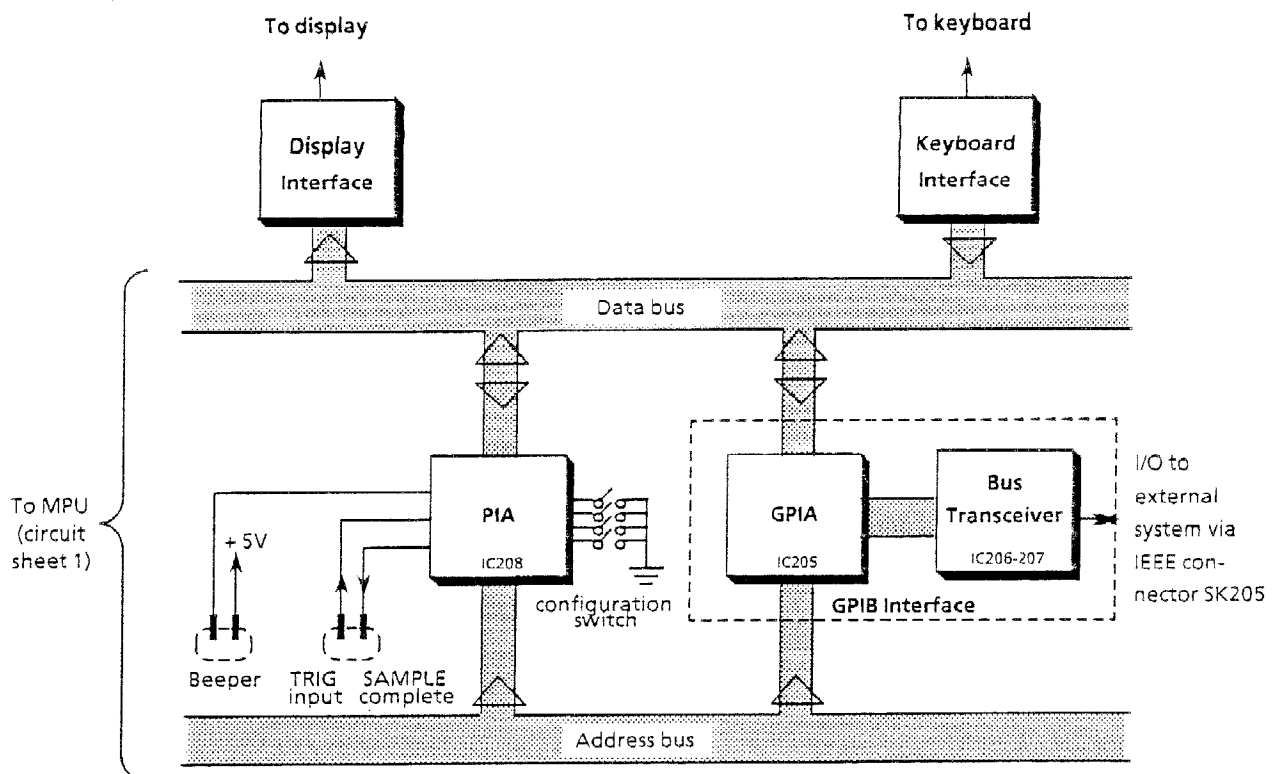 To display
To keyboard
Display
Interface
Keyboard
Interface
Data bus
To MPU
(circuit
sheet 1)
+ 5V
PIA
IC208
configuration
switch
GPIA
IC205
Bus
Transceiver
IC206-207
GPIB Interface
I/O to
external
system via
IEEE con-
nector SK205
Beeper
TRIG
input
SAMPLE
complete
Address bus